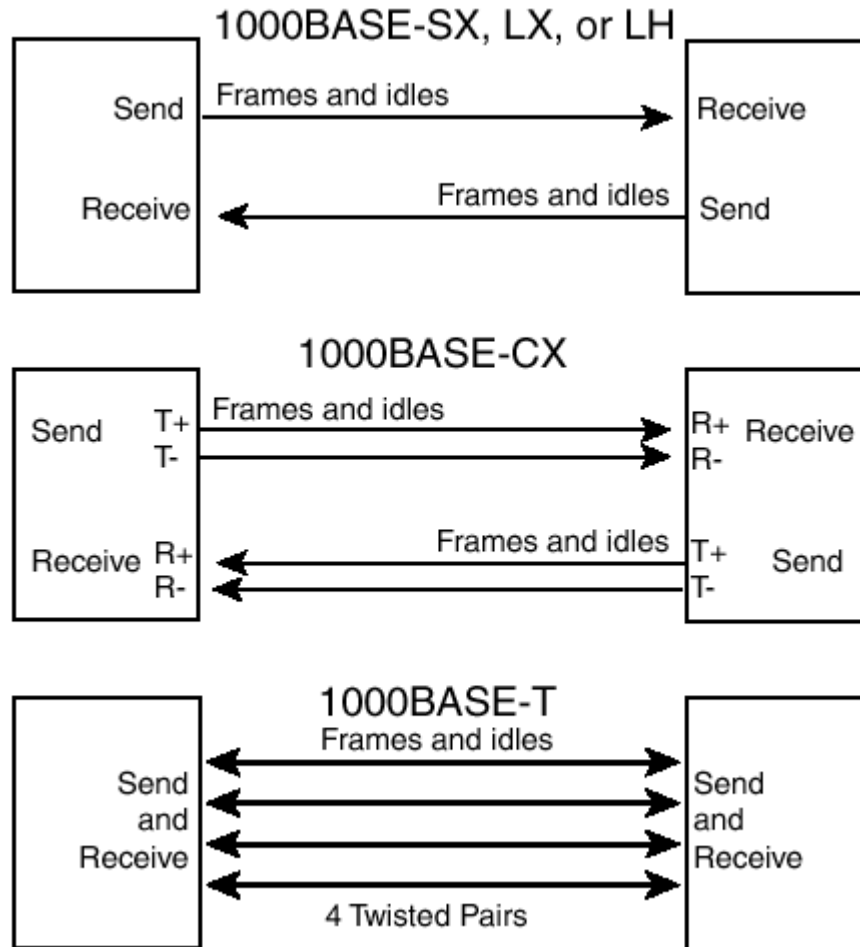 1000BASE-SX, LX, or LH
Send Frames and idles Receive
Receive Frames and idles Send
1000BASE-CX
Send T+ Frames and idles R+ Receive
T- R-
Receive R+ Frames and idles T+ Send
R- T-
1000BASE-T
Frames and idles
Send Send
and and
Receive Receive
4 Twisted Pairs